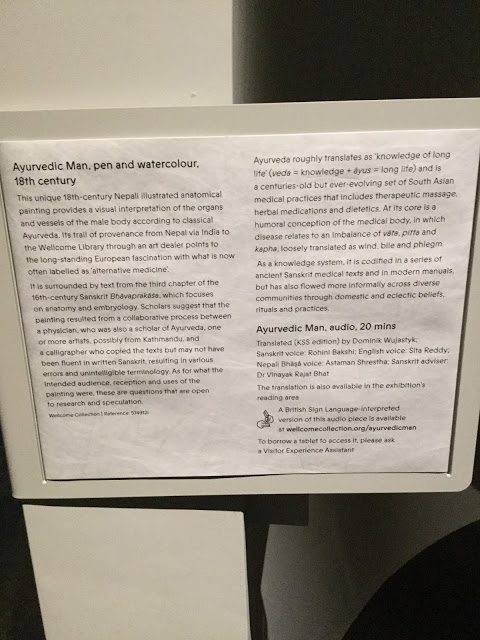 Ayurvedic Man, pen and watercolour,
18th century
This unique 18th-century Nepali illustrated anatomical
painting provides a visual interpretation of the organs
and vessels of the male body according to classical
Ayurveda. Its trail of provenance from Nepal via India to
the Wellcome Library through an art dealer points to
the long-standing European fascination with what is now
often labelled as 'alternative medicine'.
It is surrounded by text from the third chapter of the
16th-century Sanskrit Bhāvaprakāśa, which focuses
on anatomy and embryology. Scholars suggest that the
painting resulted from a collaborative process between
a physician, who was also a scholar of Ayurveda, one
or more artists, possibly from Kathmandu, and
a calligrapher who copied the texts but may not have
been fluent in written Sanskrit, resulting in various
errors and unintelligible terminology. As for what the
intended audience, reception and uses of the
painting were, these are questions that are open
to research and speculation.
Wellcome Collection | Reference:
Ayurveda roughly translates as 'knowledge of long
life' (veda = knowledge + āyus = long life) and is
a centuries-old but ever-evolving set of South Asian
medical practices that includes therapeutic massage,
herbal medications and dietetics. At its core is a
humoral conception of the medical body, in which
disease relates to an imbalance of vāta, pitta and
kapha, loosely translated as wind, bile and phlegm.
As a knowledge system, it is codified in a series of
ancient Sanskrit medical texts and in modern manuals,
but has also flowed more informally across diverse
communities through domestic and eclectic beliefs,
rituals and practices.
Ayurvedic Man, audio, 20 mins
Translated (KSS edition) by Dominik Wujastyk;
Sanskrit voice: Rohini Bakshi; English voice: Sita Reddy;
Nepali Bhāṣā voice: Astaman Shrestha; Sanskrit adviser:
Dr Vinayak Rajat Bhat
The translation is also available in the exhibition's
reading area
A British Sign Language-interpreted
version of this audio piece is available
at wellcomecollection.org/ayurvedicman
To borrow a tablet to access it, please ask
a Visitor Experience Assistant